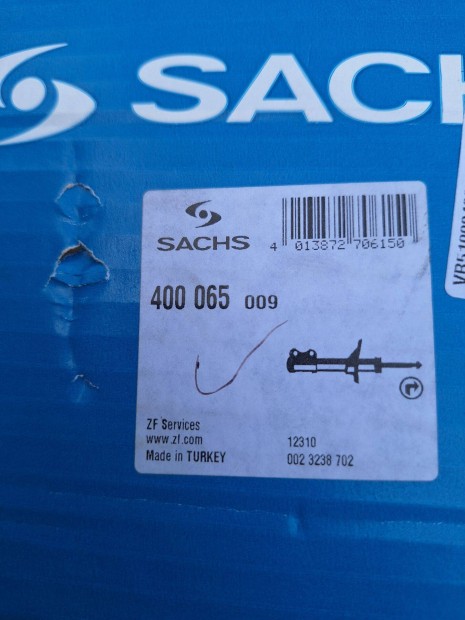 SACH
SACHS
4 013872 706150
400 065 009
ZF Services
www.zf.com
Made in TURKEY
12310
002 3238 702